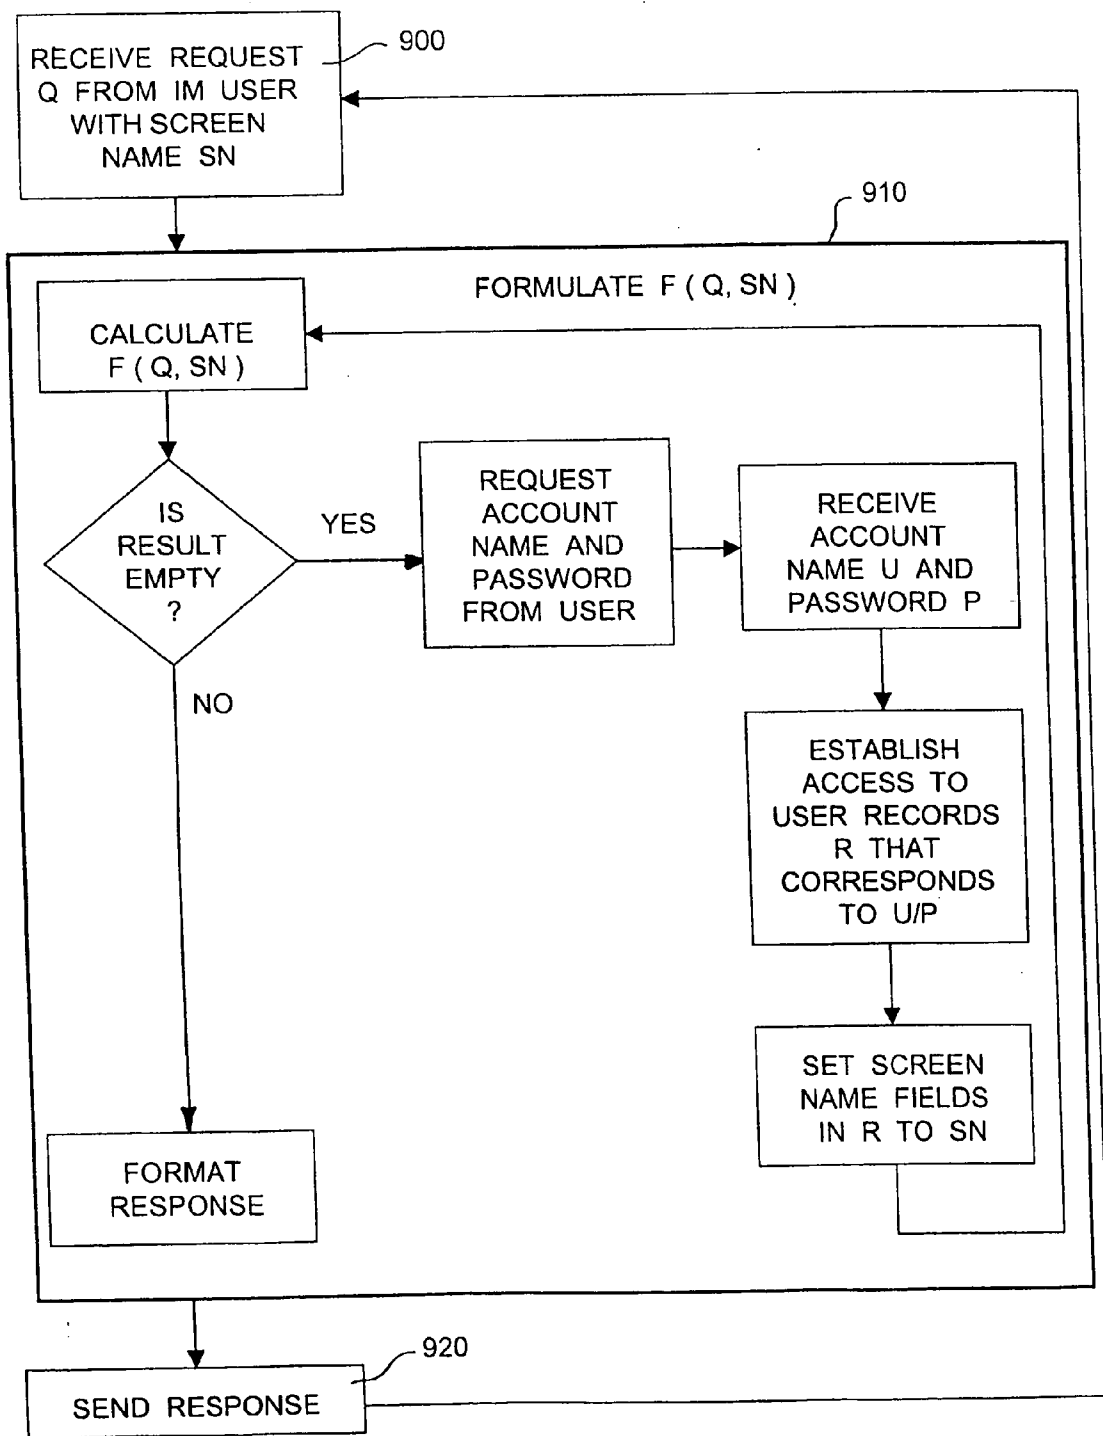 RECEIVE REQUEST
Q FROM IM USER
WITH SCREEN
NAME SN
900
910
FORMULATE F ( Q, SN )
CALCULATE
F ( Q, SN )
IS
RESULT
EMPTY
?
YES
REQUEST
ACCOUNT
NAME AND
PASSWORD
FROM USER
RECEIVE
ACCOUNT
NAME U AND
PASSWORD P
NO
ESTABLISH
ACCESS TO
USER RECORDS
R THAT
CORRESPONDS
TO U/P
SET SCREEN
NAME FIELDS
IN R TO SN
FORMAT
RESPONSE
920
SEND RESPONSE